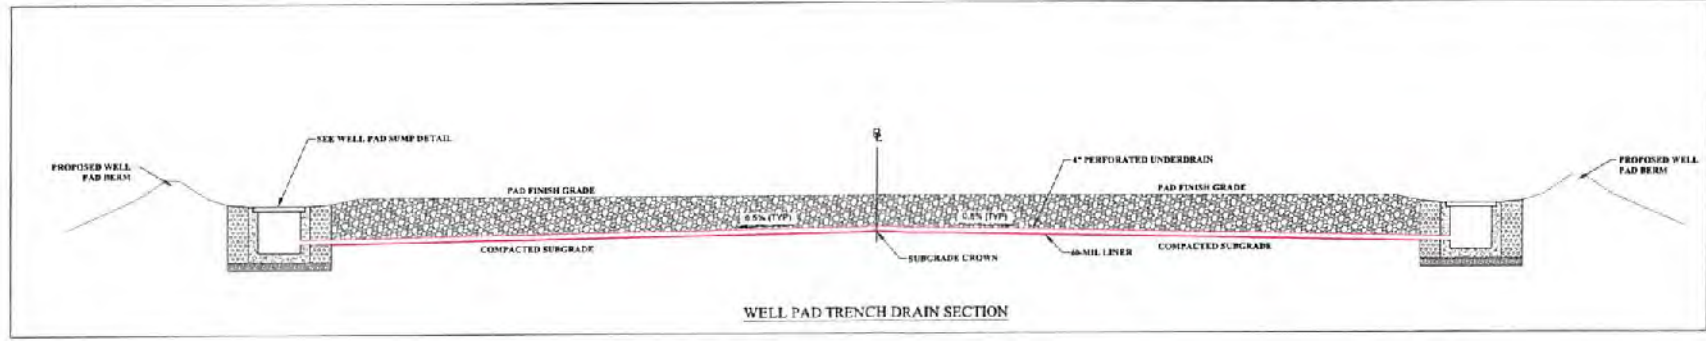 SEE WELL PAD SUMP DETAIL
PROPOSED WELL
PAD BERM
PAD FINISH GRADE
4" PERFORATED UNDERDRAIN
PAD FINISH GRADE
PROPOSED WELL
PAD BERM
0.5% (TYP)
0.5% (TYP)
COMPACTED SUBGRADE
SUBGRADE CROWN
60-MIL LINER
COMPACTED SUBGRADE
WELL PAD TRENCH DRAIN SECTION